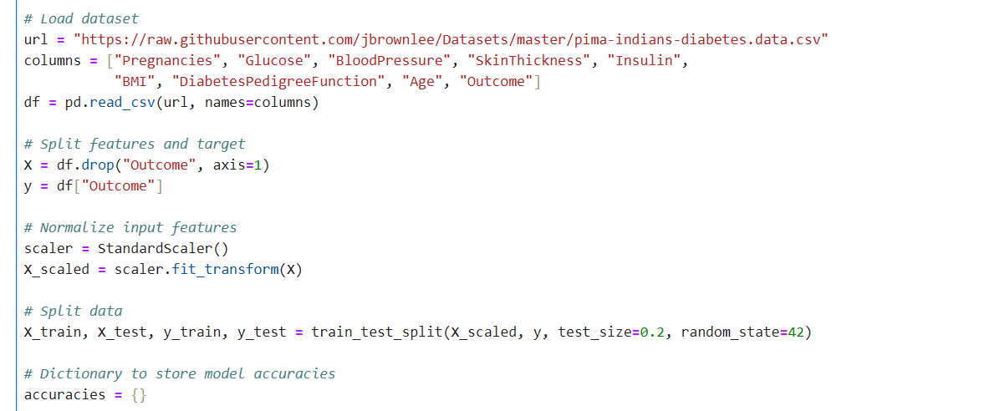 # Load dataset
url = "https://raw.githubusercontent.com/jbrownlee/Datasets/master/pima-indians-diabetes.data.csv"
columns = ["Pregnancies", "Glucose", "BloodPressure", "SkinThickness", "Insulin",
           "BMI", "DiabetesPedigreeFunction", "Age", "Outcome"]
df = pd.read_csv(url, names=columns)

# Split features and target
X = df.drop("Outcome", axis=1)
y = df["Outcome"]

# Normalize input features
scaler = StandardScaler()
X_scaled = scaler.fit_transform(X)

# Split data
X_train, X_test, y_train, y_test = train_test_split(X_scaled, y, test_size=0.2, random_state=42)

# Dictionary to store model accuracies
accuracies = {}